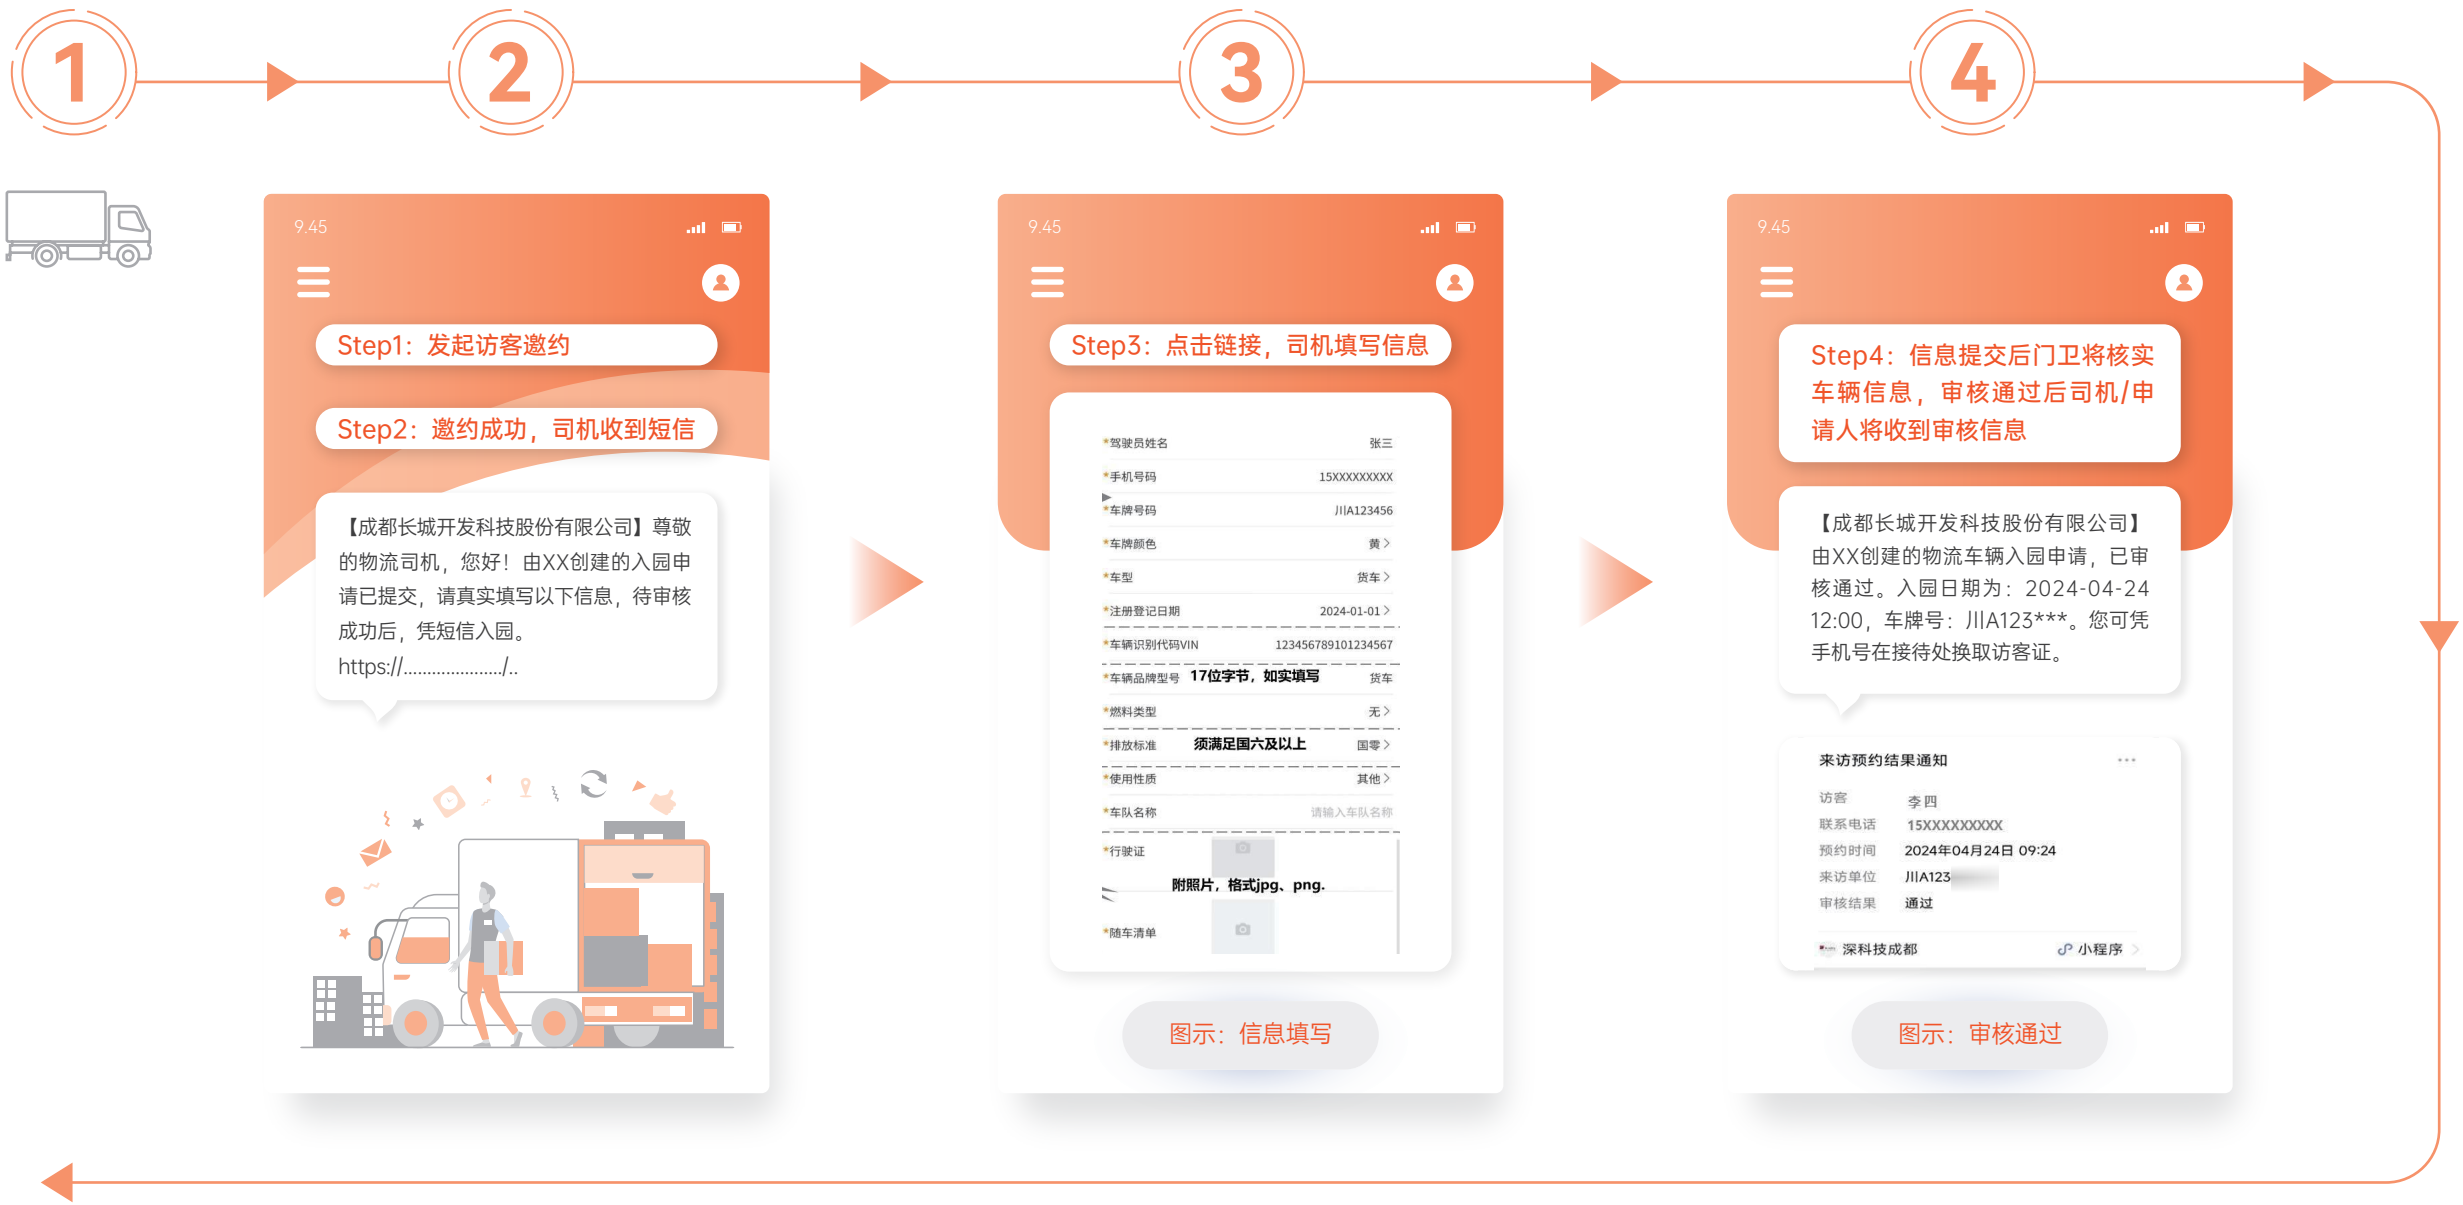 1
2
3
4
9.45
Step1：发起访客邀约
Step2：邀约成功，司机收到短信
【成都长城开发科技股份有限公司】尊敬
的物流司机，您好！由XX创建的入园申
请已提交，请真实填写以下信息，待审核
成功后，凭短信入园。
https://...................../..
9.45
Step3：点击链接，司机填写信息
*驾驶员姓名 张三
*手机号码 15XXXXXXXXX
*车牌号码 川A123456
*车牌颜色 黄 >
*车型 货车 >
*注册登记日期 2024-01-01 >
*车辆识别代码VIN 123456789101234567
*车辆品牌型号 17位字节，如实填写 货车
*燃料类型 无 >
*排放标准 须满足国六及以上 国零 >
*使用性质 其他 >
*车队名称 请输入车队名称
*行驶证
附照片，格式jpg、png.
*随车清单
图示：信息填写
9.45
Step4：信息提交后门卫将核实
车辆信息，审核通过后司机/申
请人将收到审核信息
【成都长城开发科技股份有限公司】
由XX创建的物流车辆入园申请，已审
核通过。入园日期为：2024-04-24
12:00，车牌号：川A123***。您可凭
手机号在接待处换取访客证。
来访预约结果通知 ...
访客 李四
联系电话 15XXXXXXXXX
预约时间 2024年04月24日 09:24
来访单位 川A123
审核结果 通过
深科技成都 小程序 >
图示：审核通过